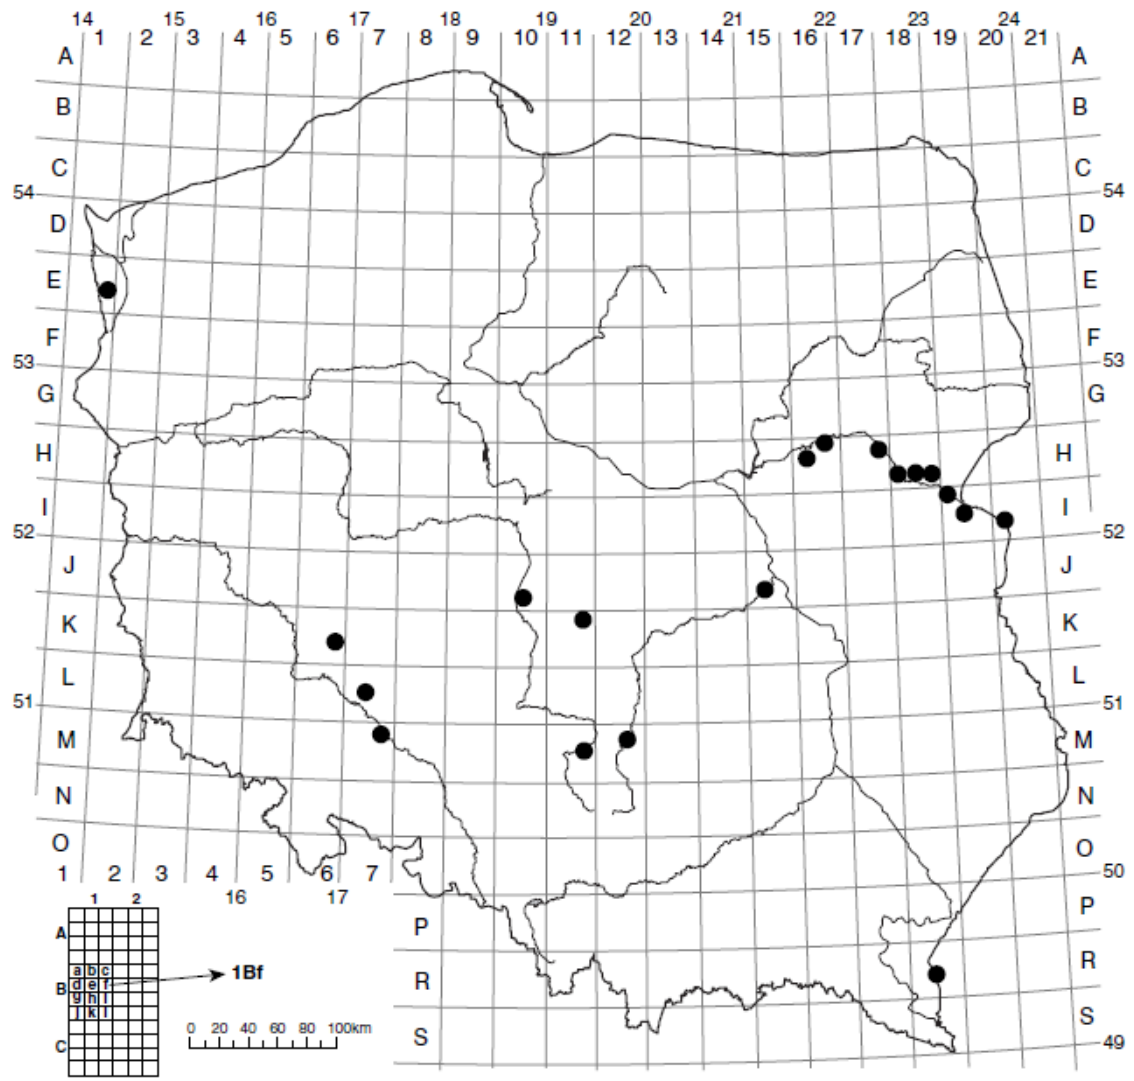 14 15 16 17 18 19 20 21 22 23 24
1 2 3 4 5 6 7 8 9 10 11 12 13 14 15 16 17 18 19 20 21
A A
B B
C C
54 54
D D
E E
F F
53 53
G G
H H
I I
52 52
J J
K K
L L
51 51
M M
N N
O O
1 2 3 4 5 6 7 50
16 17
P P
R R
S S
49
1 2
A
a b c
B d e f 1Bf
g h i
j k l
C
0 20 40 60 80 100km